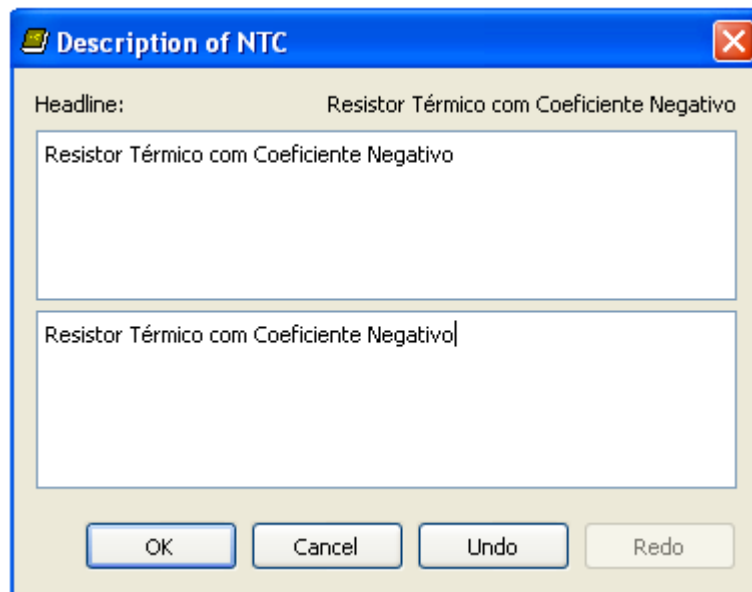 Description of NTC
Headline: Resistor Térmico com Coeficiente Negativo
Resistor Térmico com Coeficiente Negativo
Resistor Térmico com Coeficiente Negativo
OK Cancel Undo Redo